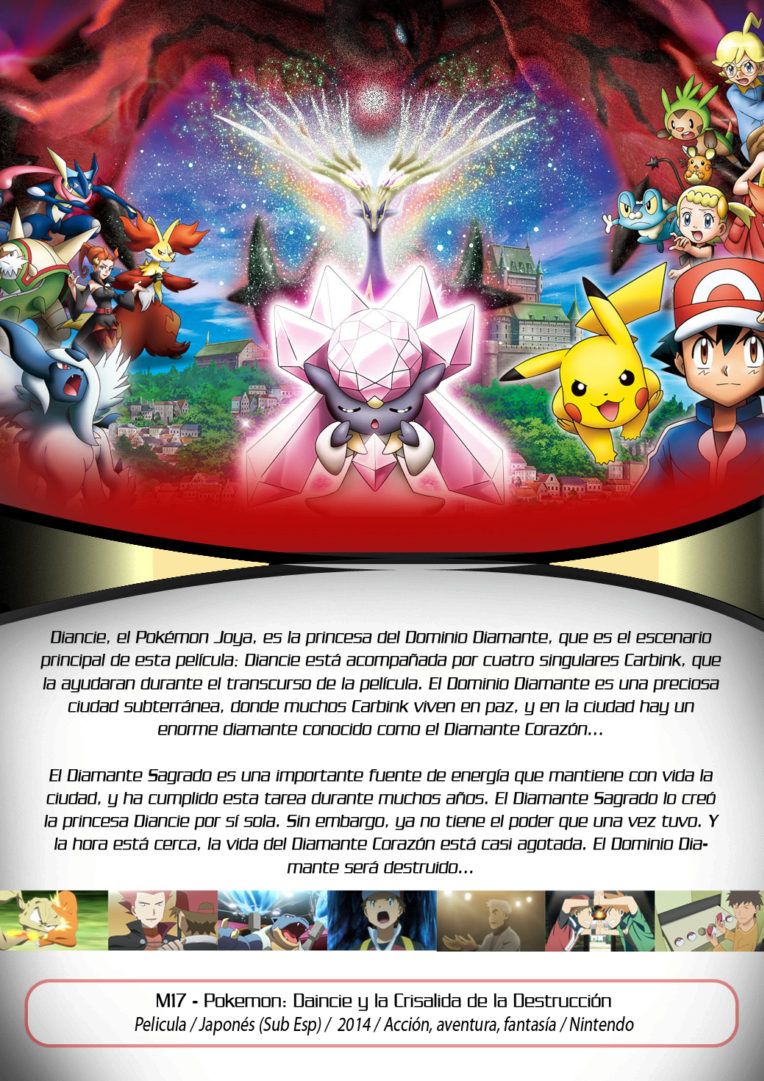 Diancie, el Pokémon Joya, es la princesa del Dominio Diamante, que es el escenario
principal de esta película; Diancie está acompañada por cuatro singulares Carbink, que
la ayudaran durante el transcurso de la película. El Dominio Diamante es una preciosa
ciudad subterránea, donde muchos Carbink viven en paz, y en la ciudad hay un
enorme diamante conocido como el Diamante Corazón...
El Diamante Sagrado es una importante fuente de energía que mantiene con vida la
ciudad, y ha cumplido esta tarea durante muchos años. El Diamante Sagrado lo creó
la princesa Diancie por sí sola. Sin embargo, ya no tiene el poder que una vez tuvo. Y
la hora está cerca, la vida del Diamante Corazón está casi agotada. El Dominio Dia-
mante será destruido...
M17 - Pokemon: Daincie y la Crisalida de la Destrucción
Pelicula / Japonés (Sub Esp) / 2014 / Acción, aventura, fantasía / Nintendo